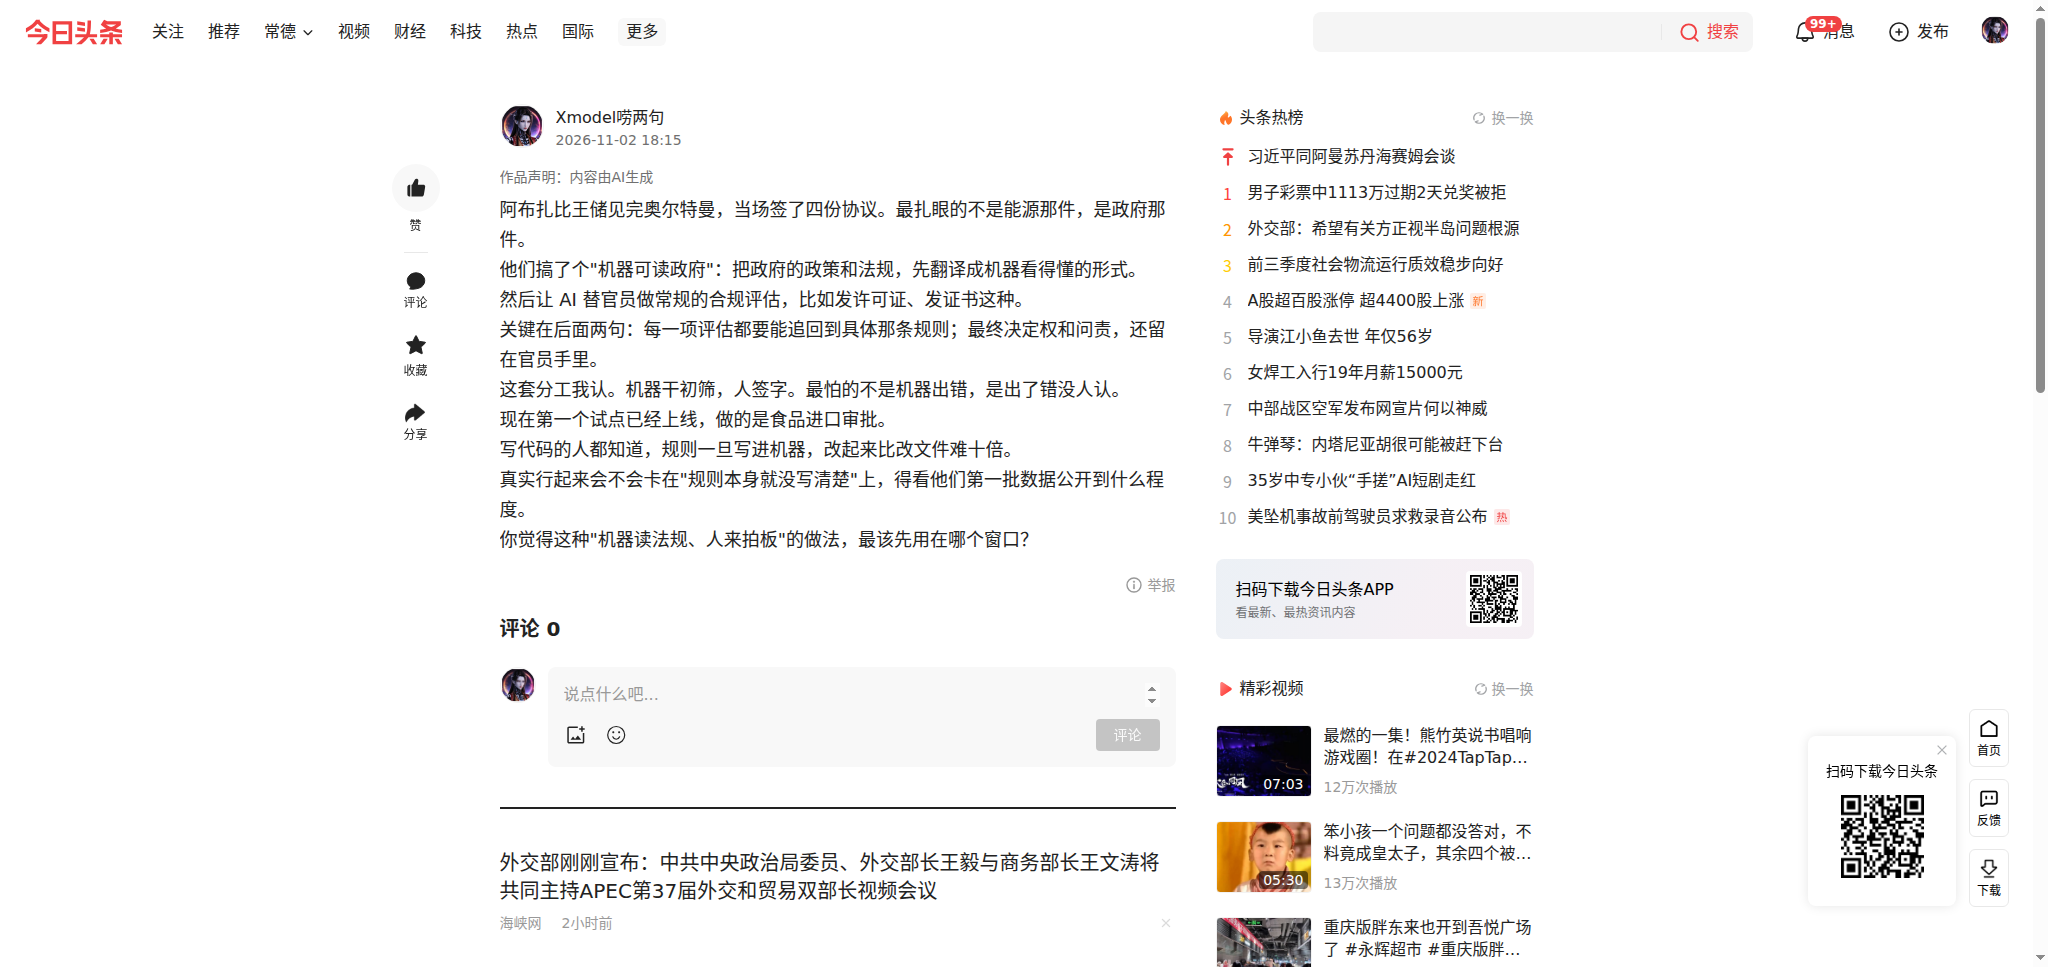 今日头条
关注
推荐
常德
视频
财经
科技
热点
国际
更多
搜索
99+
消息
发布
Xmodel唠两句
2026-11-02 18:15
作品声明：内容由AI生成
阿布扎比王储见完奥尔特曼，当场签了四份协议。最扎眼的不是能源那件，是政府那
件。
他们搞了个"机器可读政府"：把政府的政策和法规，先翻译成机器看得懂的形式。
然后让 AI 替官员做常规的合规评估，比如发许可证、发证书这种。
关键在后面两句：每一项评估都要能追回到具体那条规则；最终决定权和问责，还留
在官员手里。
这套分工我认。机器干初筛，人签字。最怕的不是机器出错，是出了错没人认。
现在第一个试点已经上线，做的是食品进口审批。
写代码的人都知道，规则一旦写进机器，改起来比改文件难十倍。
真实行起来会不会卡在"规则本身就没写清楚"上，得看他们第一批数据公开到什么程
度。
你觉得这种"机器读法规、人来拍板"的做法，最该先用在哪个窗口？
赞
评论
收藏
分享
举报
评论 0
说点什么吧...
评论
外交部刚刚宣布：中共中央政治局委员、外交部长王毅与商务部长王文涛将
共同主持APEC第37届外交和贸易双部长视频会议
海峡网 2小时前
头条热榜
换一换
习近平同阿曼苏丹海赛姆会谈
1 男子彩票中1113万过期2天兑奖被拒
2 外交部：希望有关方正视半岛问题根源
3 前三季度社会物流运行质效稳步向好
4 A股超百股涨停 超4400股上涨 新
5 导演江小鱼去世 年仅56岁
6 女焊工入行19年月薪15000元
7 中部战区空军发布网宣片何以神威
8 牛弹琴：内塔尼亚胡很可能被赶下台
9 35岁中专小伙“手搓”AI短剧走红
10 美坠机事故前驾驶员求救录音公布 热
扫码下载今日头条APP
看最新、最热资讯内容
精彩视频
换一换
07:03
最燃的一集！熊竹英说书唱响
游戏圈！在#2024TapTap...
12万次播放
05:30
笨小孩一个问题都没答对，不
料竟成皇太子，其余四个被...
13万次播放
重庆版胖东来也开到吾悦广场
了 #永辉超市 #重庆版胖...
扫码下载今日头条
首页
反馈
下载